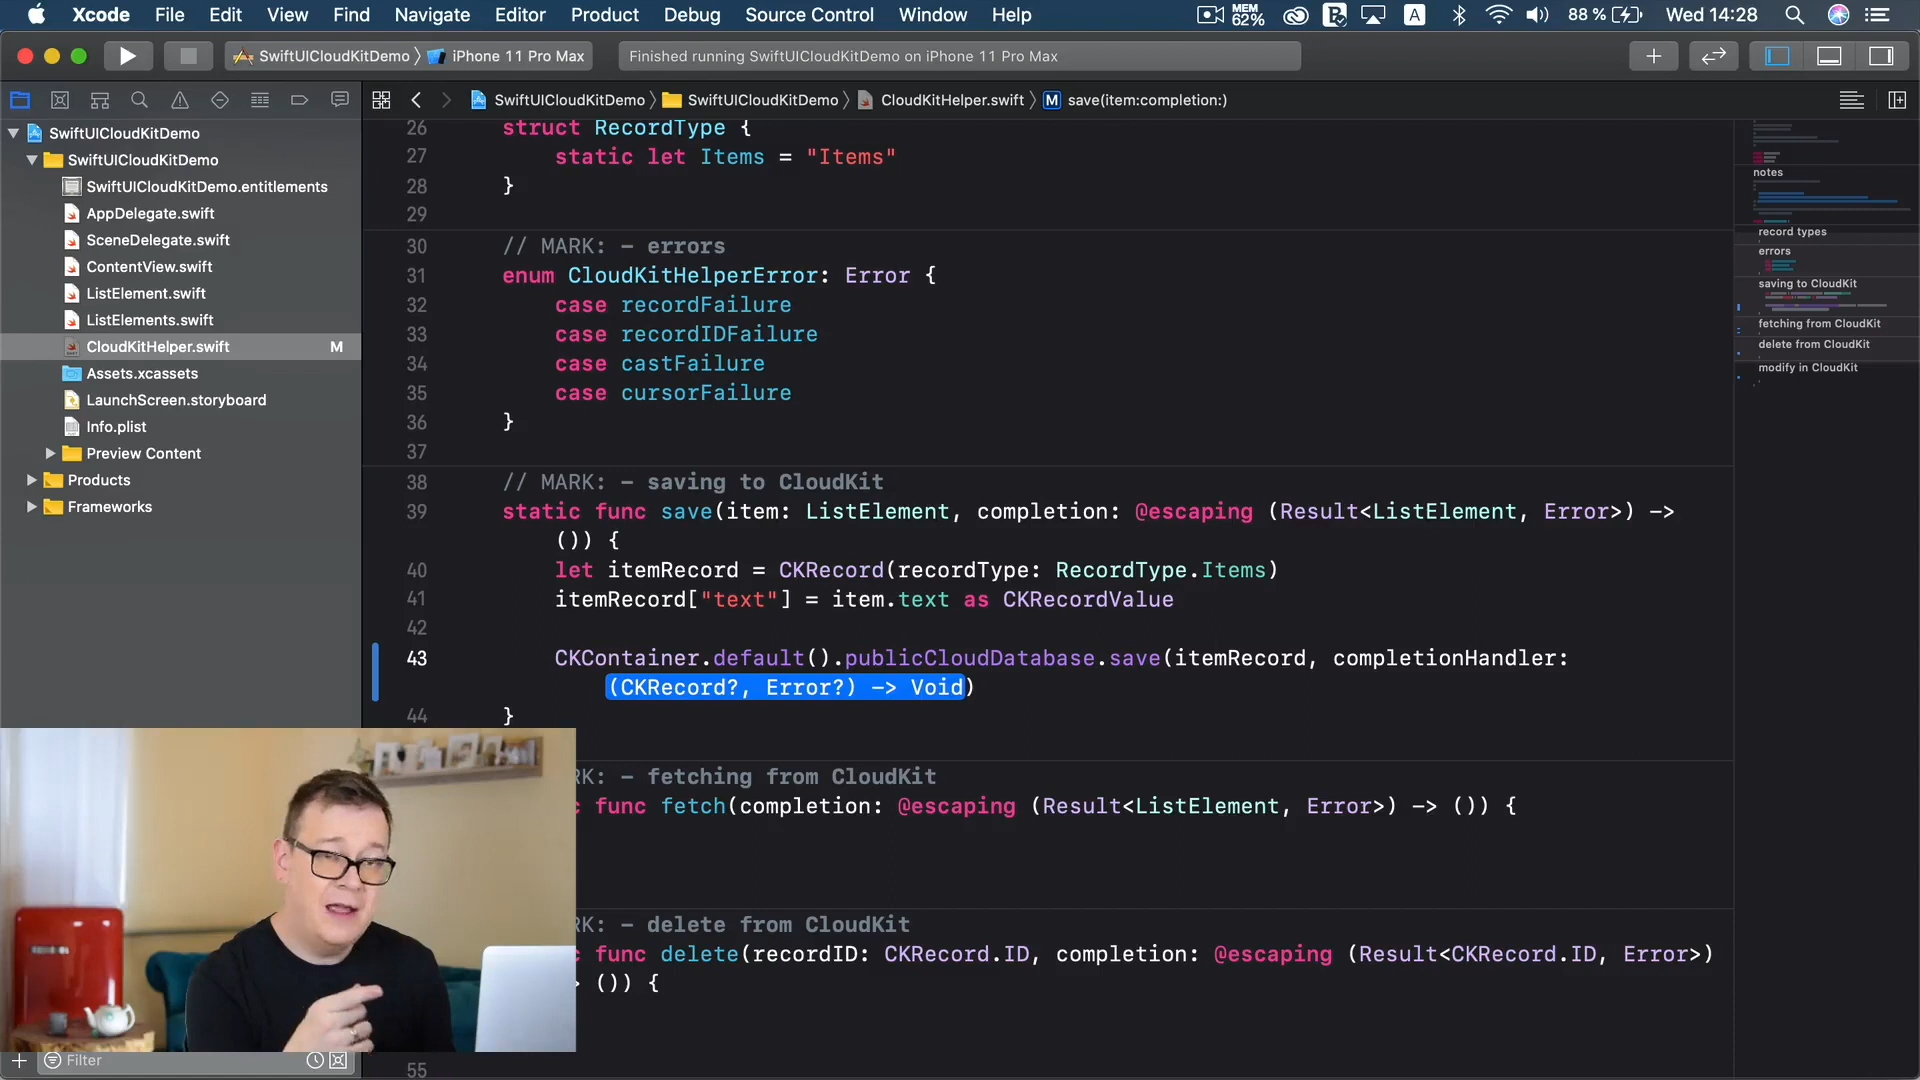 Xcode File Edit View Find Navigate Editor Product Debug Source Control Window Help MEM 62% A 88 % Wed 14:28
SwiftUICloudKitDemo iPhone 11 Pro Max Finished running SwiftUICloudKitDemo on iPhone 11 Pro Max
SwiftUICloudKitDemo SwiftUICloudKitDemo CloudKitHelper.swift M save(item:completion:)
SwiftUICloudKitDemo
SwiftUICloudKitDemo
SwiftUICloudKitDemo.entitlements
AppDelegate.swift
SceneDelegate.swift
ContentView.swift
ListElement.swift
ListElements.swift
CloudKitHelper.swift M
Assets.xcassets
LaunchScreen.storyboard
Info.plist
Preview Content
Products
Frameworks
Filter
26 struct RecordType {
27 static let Items = "Items"
28 }
29
30 // MARK: - errors
31 enum CloudKitHelperError: Error {
32 case recordFailure
33 case recordIDFailure
34 case castFailure
35 case cursorFailure
36 }
37
38 // MARK: - saving to CloudKit
39 static func save(item: ListElement, completion: @escaping (Result<ListElement, Error>) ->
()) {
40 let itemRecord = CKRecord(recordType: RecordType.Items)
41 itemRecord["text"] = item.text as CKRecordValue
42
43 CKContainer.default().publicCloudDatabase.save(itemRecord, completionHandler:
(CKRecord?, Error?) -> Void)
44 }
RK: - fetching from CloudKit
c func fetch(completion: @escaping (Result<ListElement, Error>) -> ()) {
RK: - delete from CloudKit
c func delete(recordID: CKRecord.ID, completion: @escaping (Result<CKRecord.ID, Error>)
> ()) {
55
notes
record types
errors
saving to CloudKit
fetching from CloudKit
delete from CloudKit
modify in CloudKit